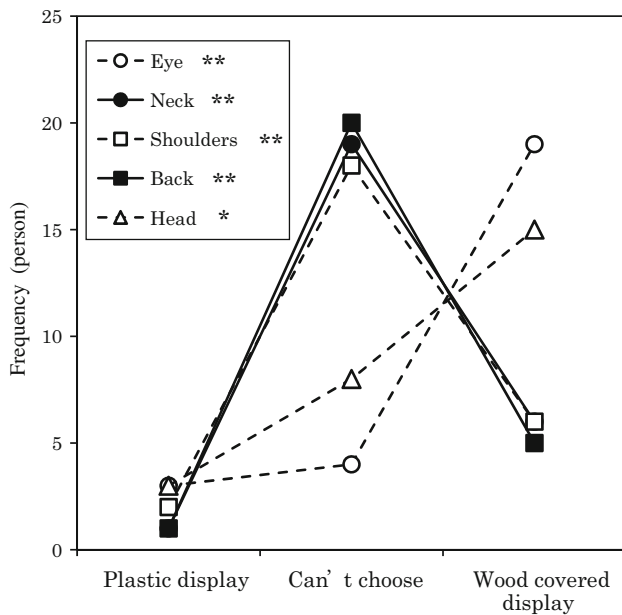 25
20
15
10
5
0
Frequency (person)
Eye **
Neck **
Shoulders **
Back **
Head *
Plastic display
Can’t choose
Wood covered
display